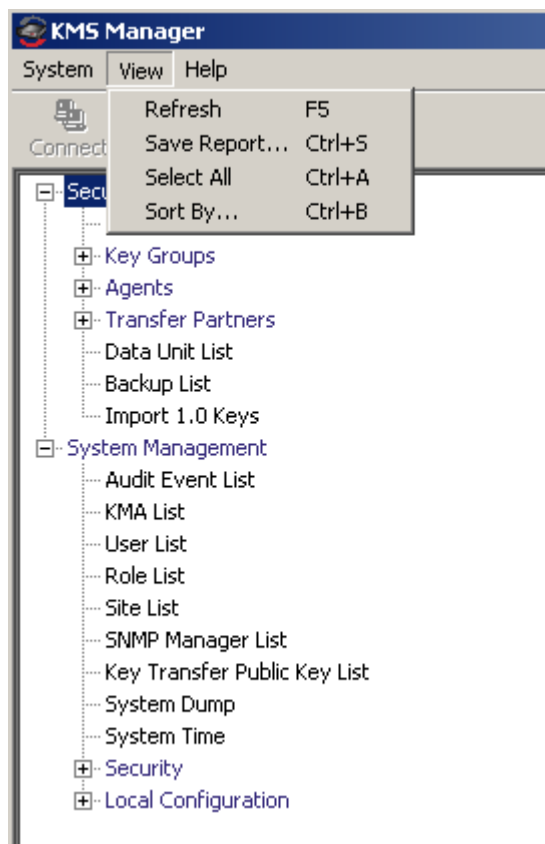 KMS Manager
System View Help
Refresh F5
Connect Save Report... Ctrl+S
Select All Ctrl+A
Sort By... Ctrl+B
Key Groups
Agents
Transfer Partners
Data Unit List
Backup List
Import 1.0 Keys
System Management
Audit Event List
KMA List
User List
Role List
Site List
SNMP Manager List
Key Transfer Public Key List
System Dump
System Time
Security
Local Configuration